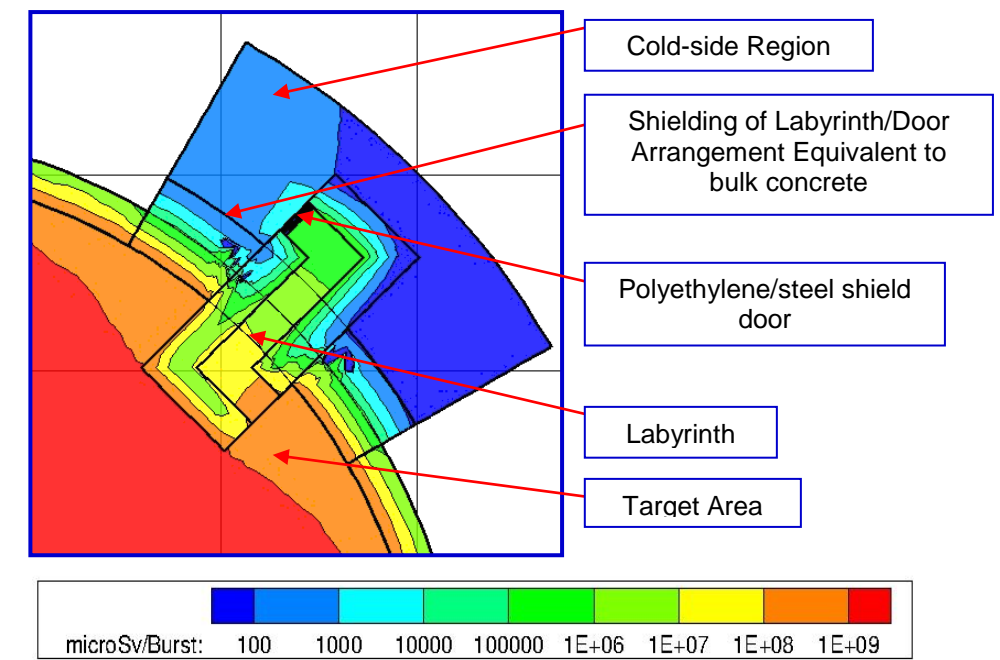 Cold-side Region
Shielding of Labyrinth/Door
Arrangement Equivalent to
bulk concrete
Polyethylene/steel shield
door
Labyrinth
Target Area
microSv/Burst: 100 1000 10000 100000 1E+06 1E+07 1E+08 1E+09